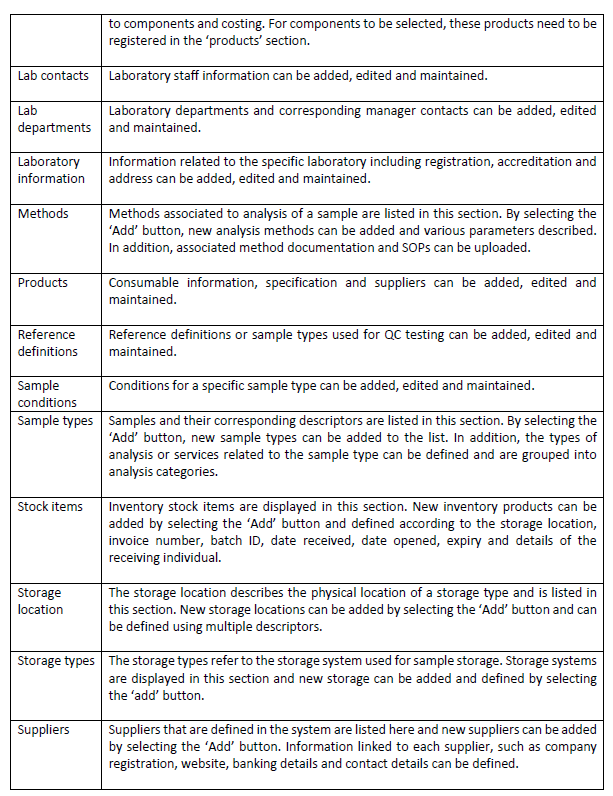 to components and costing. For components to be selected, these products need to be
registered in the ‘products’ section.
Lab contacts
Laboratory staff information can be added, edited and maintained.
Lab
departments
Laboratory departments and corresponding manager contacts can be added, edited
and maintained.
Laboratory
information
Information related to the specific laboratory including registration, accreditation and
address can be added, edited and maintained.
Methods
Methods associated to analysis of a sample are listed in this section. By selecting the
‘Add’ button, new analysis methods can be added and various parameters described.
In addition, associated method documentation and SOPs can be uploaded.
Products
Consumable information, specification and suppliers can be added, edited and
maintained.
Reference
definitions
Reference definitions or sample types used for QC testing can be added, edited and
maintained.
Sample
conditions
Conditions for a specific sample type can be added, edited and maintained.
Sample types
Samples and their corresponding descriptors are listed in this section. By selecting the
‘Add’ button, new sample types can be added to the list. In addition, the types of
analysis or services related to the sample type can be defined and are grouped into
analysis categories.
Stock items
Inventory stock items are displayed in this section. New inventory products can be
added by selecting the ‘Add’ button and defined according to the storage location,
invoice number, batch ID, date received, date opened, expiry and details of the
receiving individual.
Storage
location
The storage location describes the physical location of a storage type and is listed in
this section. New storage locations can be added by selecting the ‘Add’ button and can
be defined using multiple descriptors.
Storage types
The storage types refer to the storage system used for sample storage. Storage systems
are displayed in this section and new storage can be added and defined by selecting
the ‘add’ button.
Suppliers
Suppliers that are defined in the system are listed here and new suppliers can be added
by selecting the ‘Add’ button. Information linked to each supplier, such as company
registration, website, banking details and contact details can be defined.